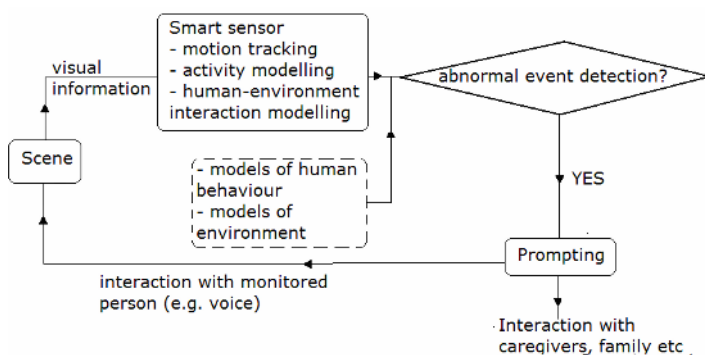 Smart sensor
- motion tracking
- activity modelling
- human-environment
interaction modelling
visual
information
abnormal event detection?
Scene
- models of human
behaviour
- models of
environment
YES
Prompting
interaction with monitored
person (e.g. voice)
Interaction with
caregivers, family etc